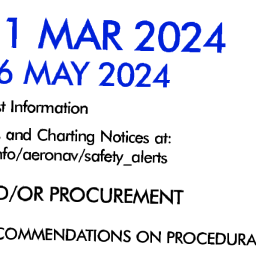 1 MAR 2024
6 MAY 2024
t Information
and Charting Notices at:
nfo/aeronav/safety_alerts
D/OR PROCUREMENT
COMMENDATIONS ON PROCEDURA